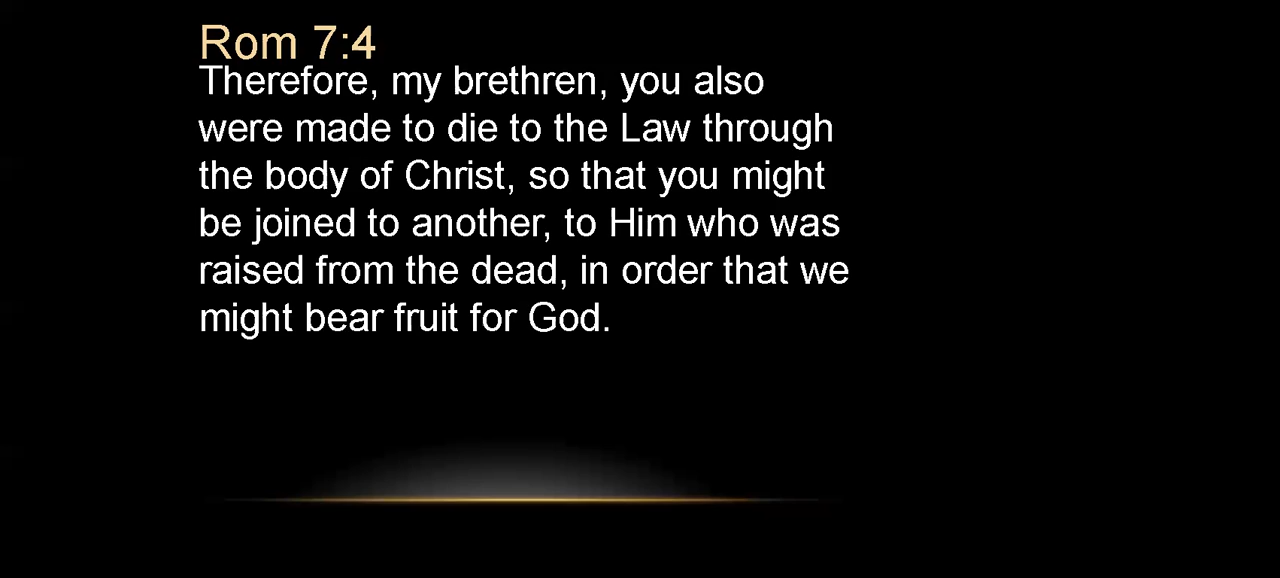 Rom 7:4
Therefore, my brethren, you also
were made to die to the Law through
the body of Christ, so that you might
be joined to another, to Him who was
raised from the dead, in order that we
might bear fruit for God.